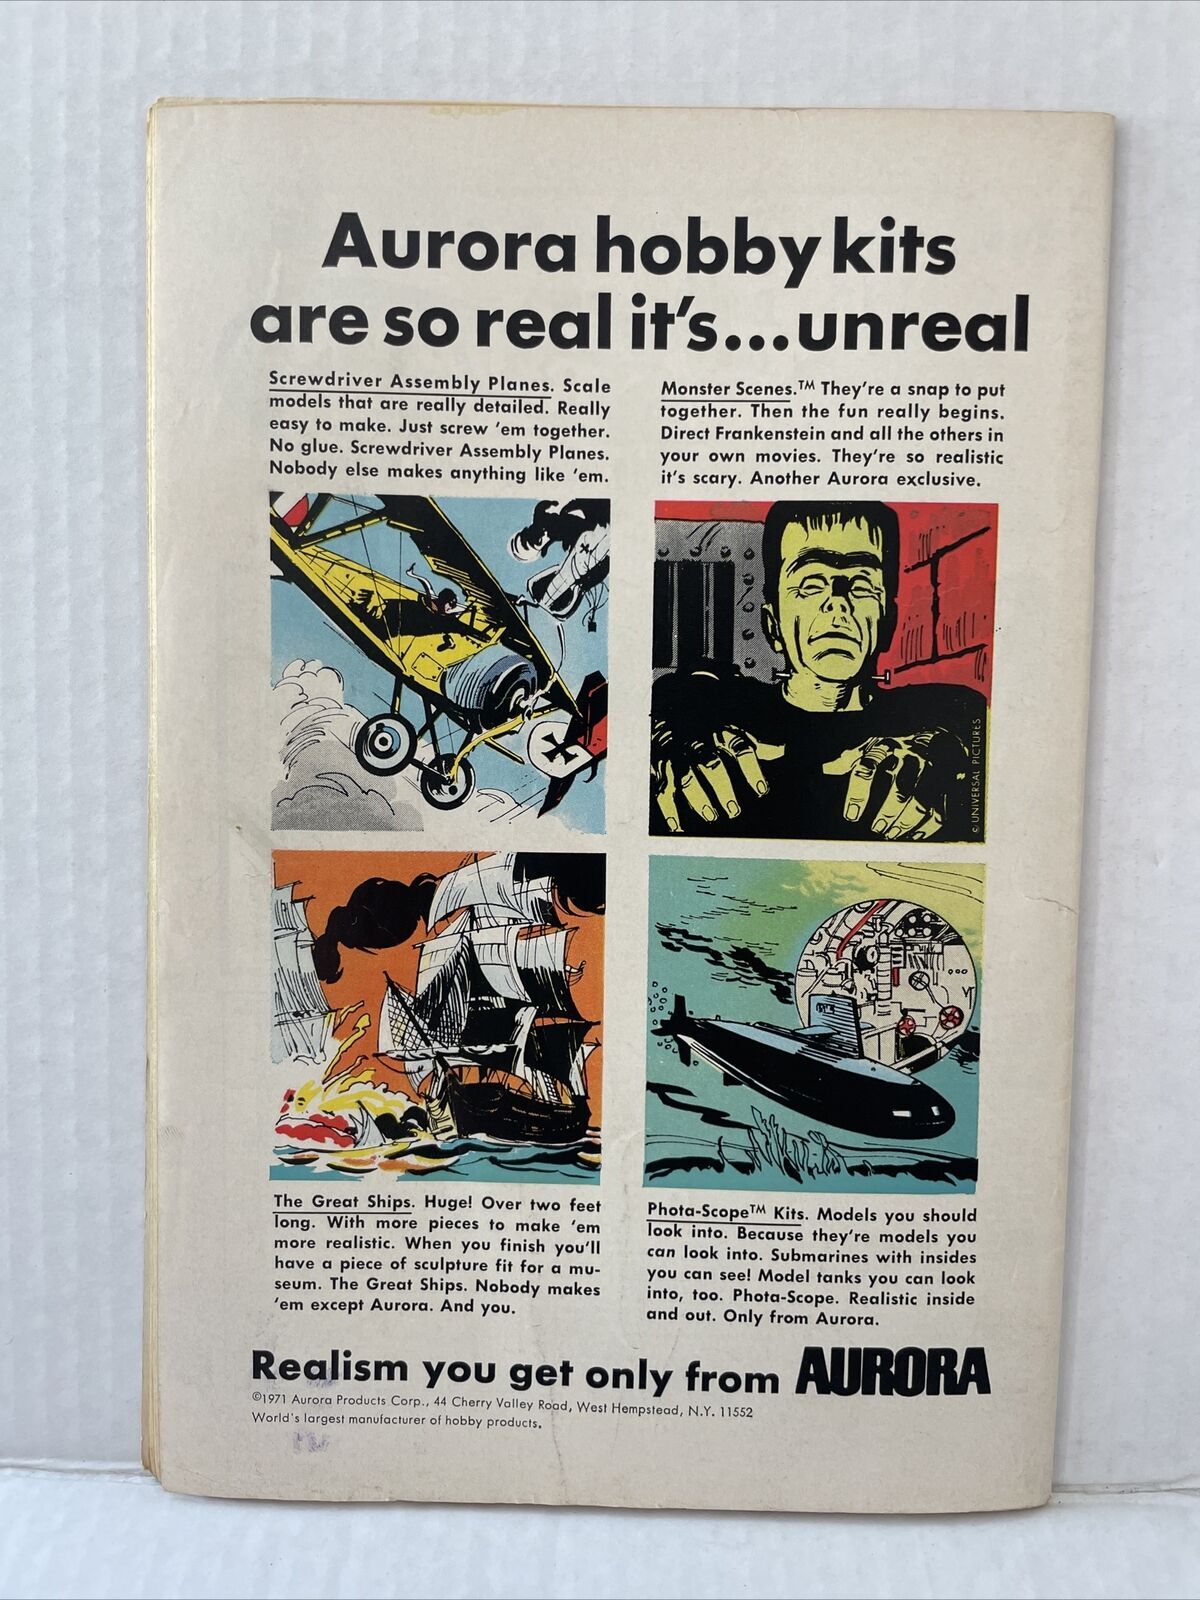 Aurora hobby kits
are so real it's...unreal
Screwdriver Assembly Planes. Scale
models that are really detailed. Really
easy to make. Just screw 'em together.
No glue. Screwdriver Assembly Planes.
Nobody else makes anything like 'em.
Monster Scenes.™ They're a snap to put
together. Then the fun really begins.
Direct Frankenstein and all the others in
your own movies. They're so realistic
it's scary. Another Aurora exclusive.
© UNIVERSAL PICTURES
The Great Ships. Huge! Over two feet
long. With more pieces to make 'em
more realistic. When you finish you'll
have a piece of sculpture fit for a mu-
seum. The Great Ships. Nobody makes
'em except Aurora. And you.
Phota-Scope™ Kits. Models you should
look into. Because they're models you
can look into. Submarines with insides
you can see! Model tanks you can look
into, too. Phota-Scope. Realistic inside
and out. Only from Aurora.
Realism you get only from AURORA
©1971 Aurora Products Corp., 44 Cherry Valley Road, West Hempstead, N.Y. 11552
World's largest manufacturer of hobby products.